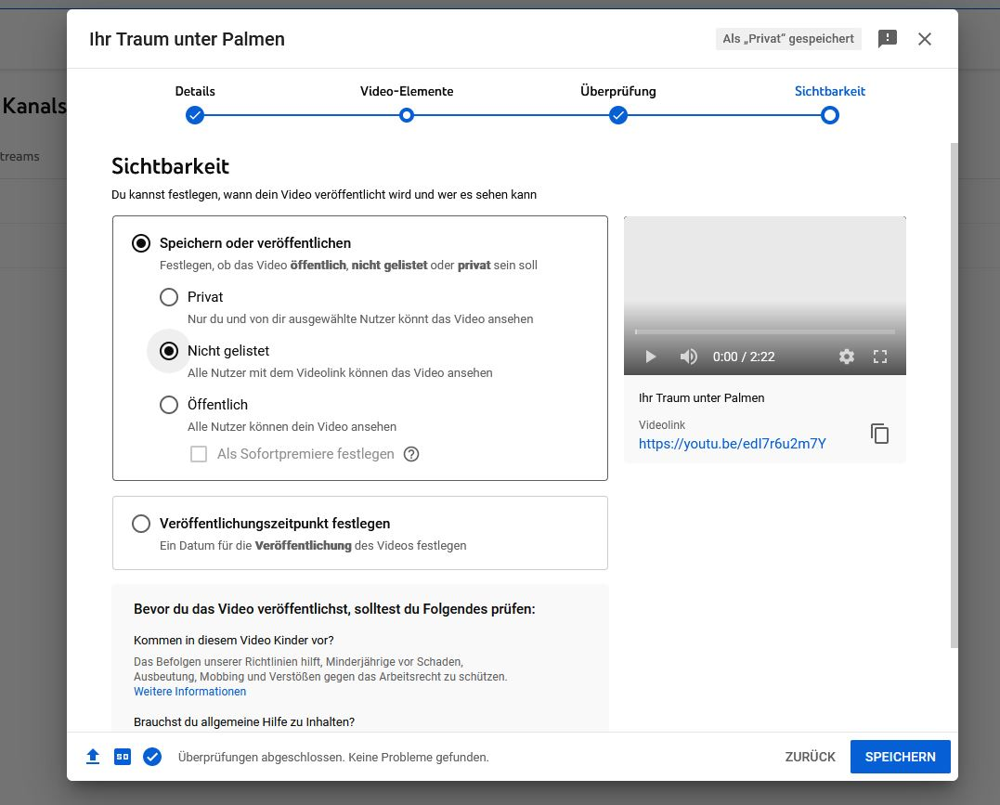 Ihr Traum unter Palmen
Als „Privat“ gespeichert
Details
Video-Elemente
Überprüfung
Sichtbarkeit
Kanals
treams
Sichtbarkeit
Du kannst festlegen, wann dein Video veröffentlicht wird und wer es sehen kann
Speichern oder veröffentlichen
Festlegen, ob das Video öffentlich, nicht gelistet oder privat sein soll
Privat
Nur du und von dir ausgewählte Nutzer könnt das Video ansehen
Nicht gelistet
Alle Nutzer mit dem Videolink können das Video ansehen
Öffentlich
Alle Nutzer können dein Video ansehen
Als Sofortpremiere festlegen
0:00 / 2:22
Ihr Traum unter Palmen
Videolink
https://youtu.be/edI7r6u2m7Y
Veröffentlichungszeitpunkt festlegen
Ein Datum für die Veröffentlichung des Videos festlegen
Bevor du das Video veröffentlichst, solltest du Folgendes prüfen:
Kommen in diesem Video Kinder vor?
Das Befolgen unserer Richtlinien hilft, Minderjährige vor Schaden,
Ausbeutung, Mobbing und Verstößen gegen das Arbeitsrecht zu schützen.
Weitere Informationen
Brauchst du allgemeine Hilfe zu Inhalten?
SD
Überprüfungen abgeschlossen. Keine Probleme gefunden.
ZURÜCK
SPEICHERN